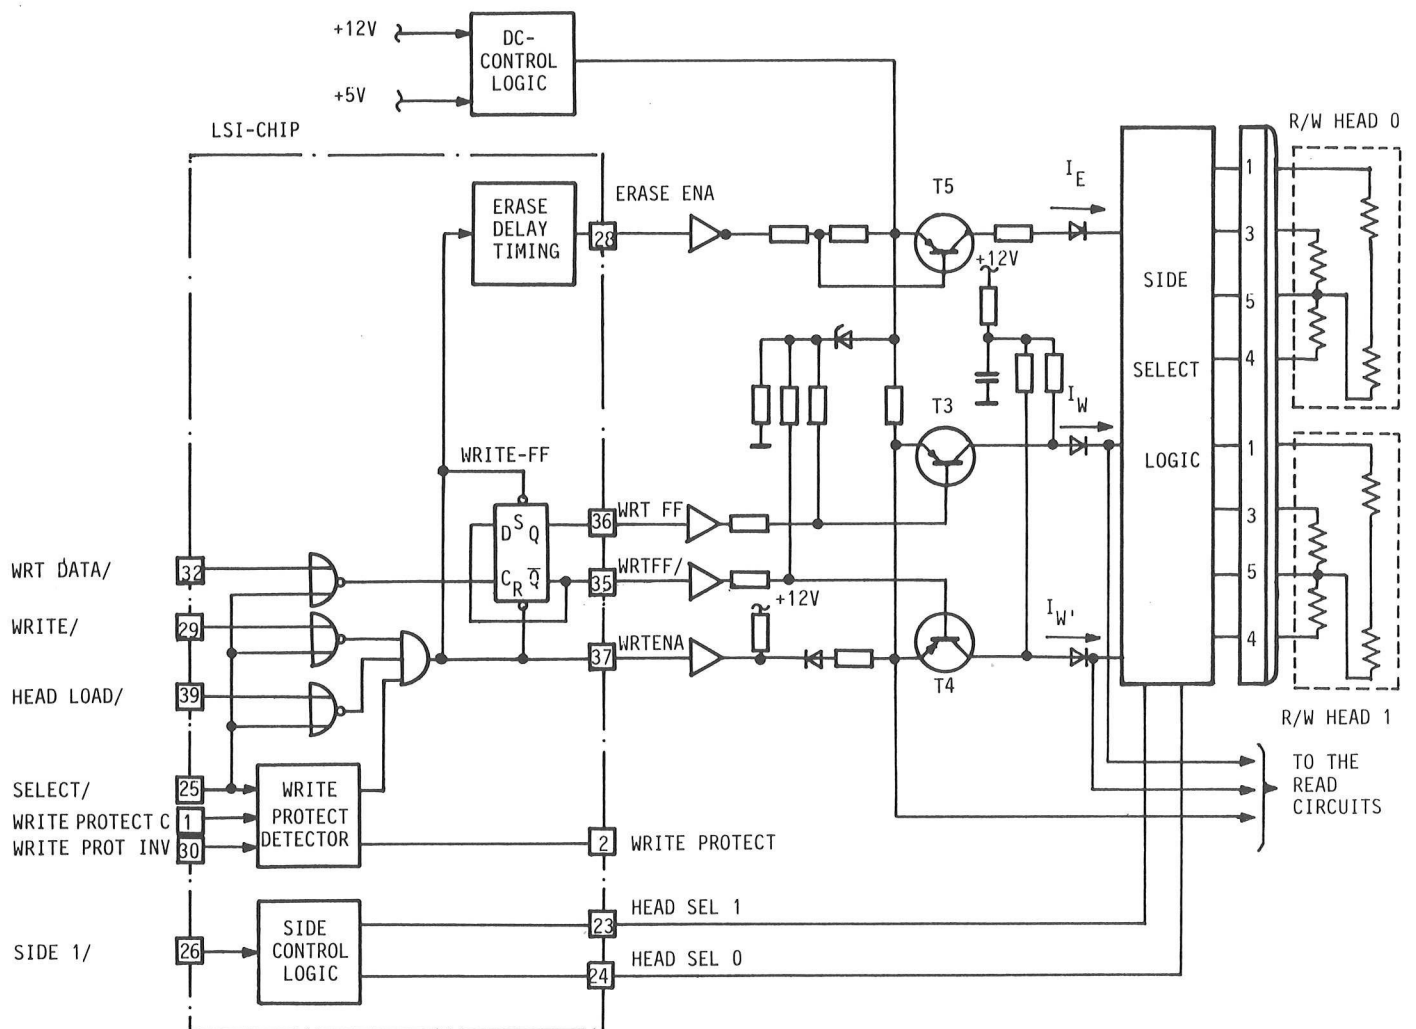 +12V
+5V
DC-
CONTROL
LOGIC
LSI-CHIP
ERASE
DELAY
TIMING
28
ERASE ENA
T5
I_E
+12V
R/W HEAD 0
1
3
5
4
SIDE
SELECT
LOGIC
T3
I_W
WRITE-FF
D S Q
C R Q̅
36
WRT FF
35
WRTFF/
+12V
37
WRTENA
T4
I_W'
1
3
5
4
R/W HEAD 1
WRT DATA/
32
WRITE/
29
HEAD LOAD/
39
SELECT/
25
WRITE PROTECT C
1
WRITE PROT INV
30
WRITE
PROTECT
DETECTOR
2
WRITE PROTECT
TO THE
READ
CIRCUITS
SIDE 1/
26
SIDE
CONTROL
LOGIC
23
HEAD SEL 1
24
HEAD SEL 0